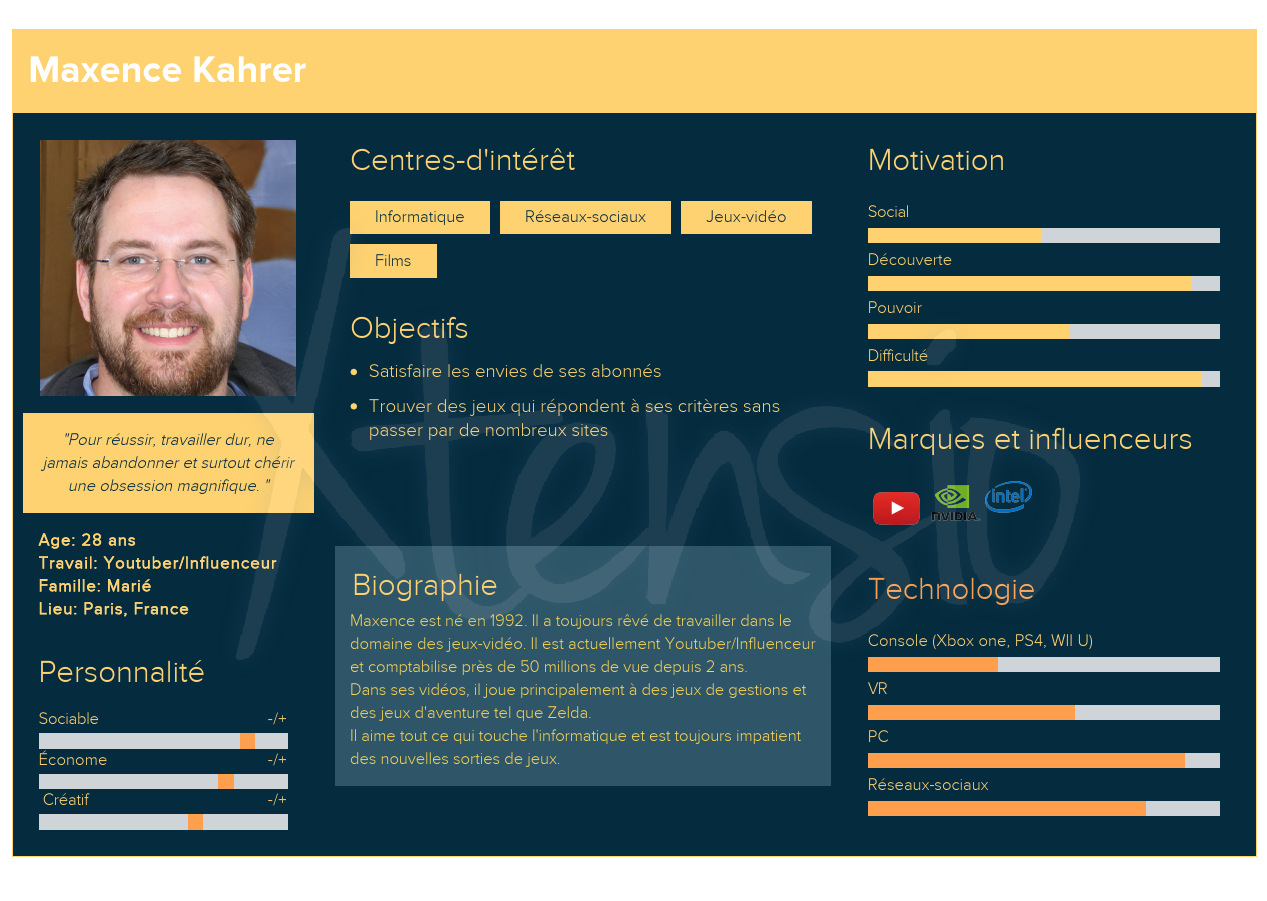 Maxence Kahrer
"Pour réussir, travailler dur, ne
jamais abandonner et surtout chérir
une obsession magnifique. "
Age: 28 ans
Travail: Youtuber/Influenceur
Famille: Marié
Lieu: Paris, France
Personnalité
Sociable -/+
Économe -/+
Créatif -/+
Centres-d'intérêt
Informatique Réseaux-sociaux Jeux-vidéo
Films
Objectifs
Satisfaire les envies de ses abonnés
Trouver des jeux qui répondent à ses critères sans
passer par de nombreux sites
Biographie
Maxence est né en 1992. Il a toujours rêvé de travailler dans le
domaine des jeux-vidéo. Il est actuellement Youtuber/Influenceur
et comptabilise près de 50 millions de vue depuis 2 ans.
Dans ses vidéos, il joue principalement à des jeux de gestions et
des jeux d'aventure tel que Zelda.
Il aime tout ce qui touche l'informatique et est toujours impatient
des nouvelles sorties de jeux.
Motivation
Social
Découverte
Pouvoir
Difficulté
Marques et influenceurs
NVIDIA
intel
Technologie
Console (Xbox one, PS4, WII U)
VR
PC
Réseaux-sociaux
xtensio